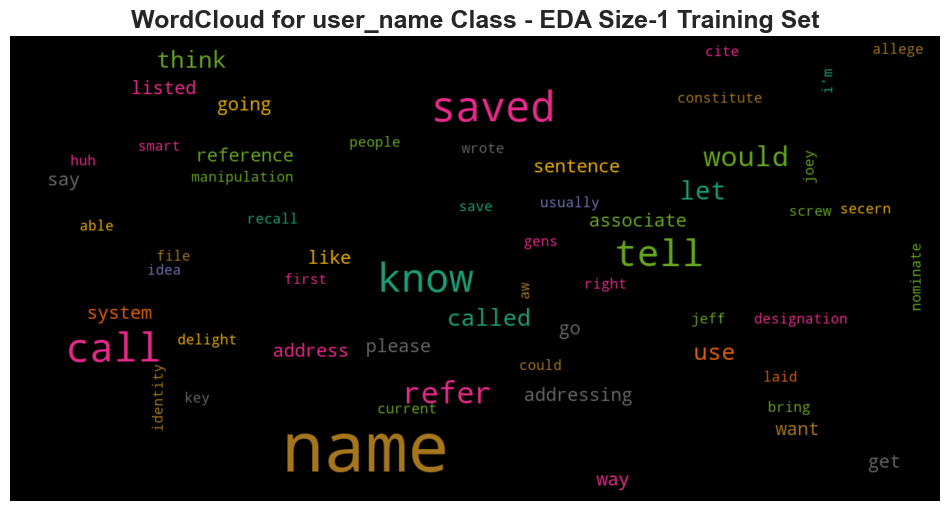 WordCloud for user_name Class - EDA Size-1 Training Set
think
cite
allege
listed
going
saved
constitute
i'm
people
wrote
smart
huh
reference
sentence
would
joey
say
manipulation
let
able
recall
save
usually
associate
screw
secern
file
idea
like
first
know
gens
tell
right
nominate
system
called
aw
go
jeff
designation
call
delight
address
please
use
identity
key
refer
current
could
addressing
laid
bring
want
name
way
get